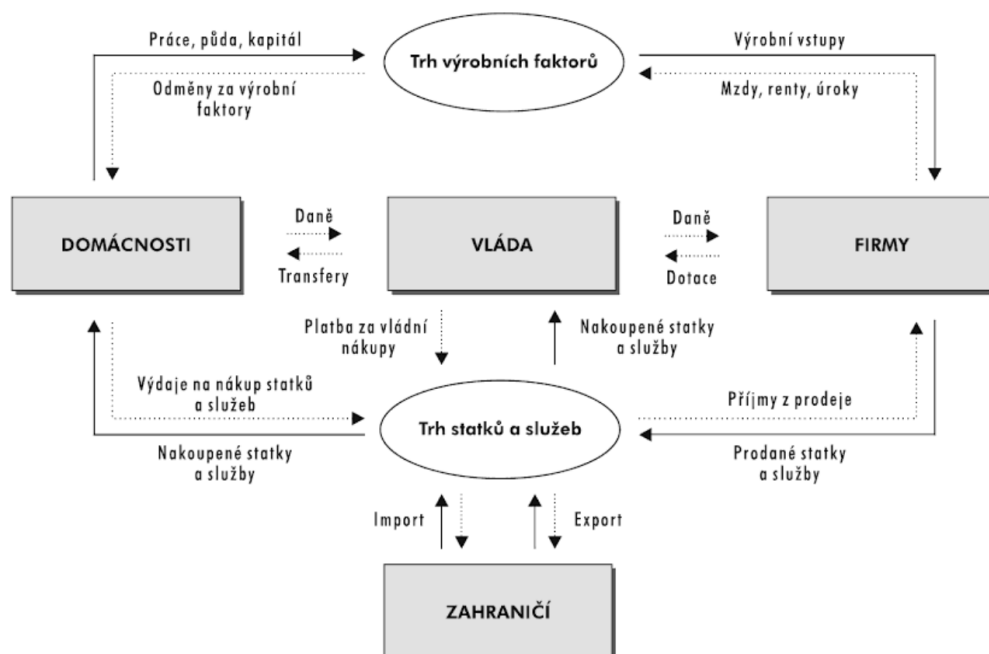 Práce, půda, kapitál
Trh výrobních faktorů
Výrobní vstupy
Odměny za výrobní
faktory
Mzdy, renty, úroky
DOMÁCNOSTI
Daně
Transfery
VLÁDA
Daně
Dotace
FIRMY
Platba za vládní
nákupy
Nakoupené statky
a služby
Výdaje na nákup statků
a služeb
Trh statků a služeb
Příjmy z prodeje
Nakoupené statky
a služby
Prodané statky
a služby
Import
Export
ZAHRANIČÍ